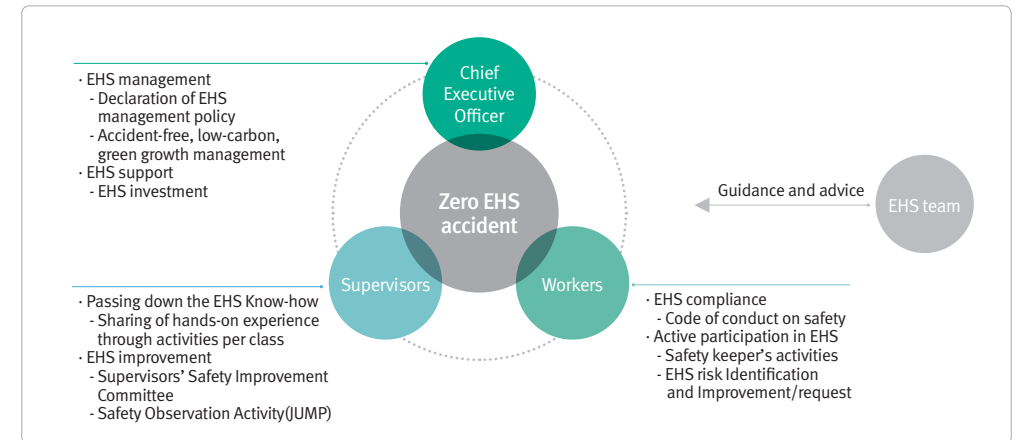 Chief
Executive
Officer
· EHS management
- Declaration of EHS
management policy
- Accident-free, low-carbon,
green growth management
· EHS support
- EHS investment
Zero EHS
accident
Guidance and advice
EHS team
Supervisors
Workers
· Passing down the EHS Know-how
- Sharing of hands-on experience
through activities per class
· EHS improvement
- Supervisors' Safety Improvement
Committee
- Safety Observation Activity(JUMP)
· EHS compliance
- Code of conduct on safety
· Active participation in EHS
- Safety keeper's activities
- EHS risk Identification
and Improvement/request